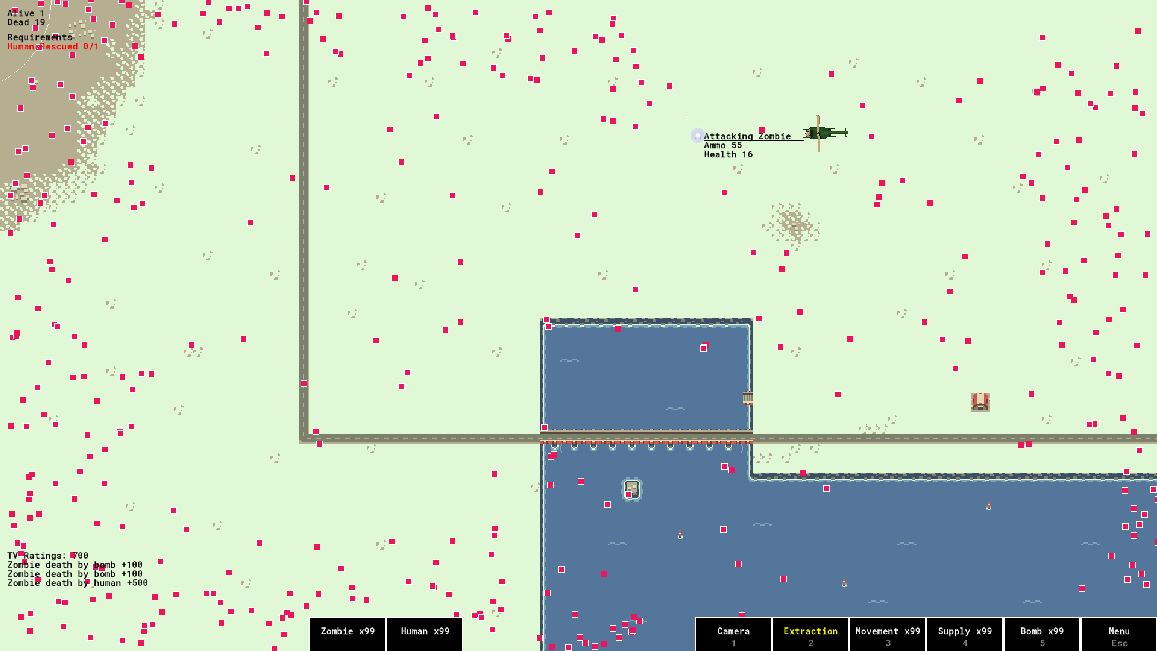 Alive 1
Dead 19
Requirements
Human Rescued 0/1
Attacking Zombie
Ammo 55
Health 16
TV Ratings: 700
Zombie death by bomb +100
Zombie death by bomb +100
Zombie death by human +500
Zombie x99
Human x99
Camera
1
Extraction
2
Movement x99
3
Supply x99
4
Bomb x99
5
Menu
Esc